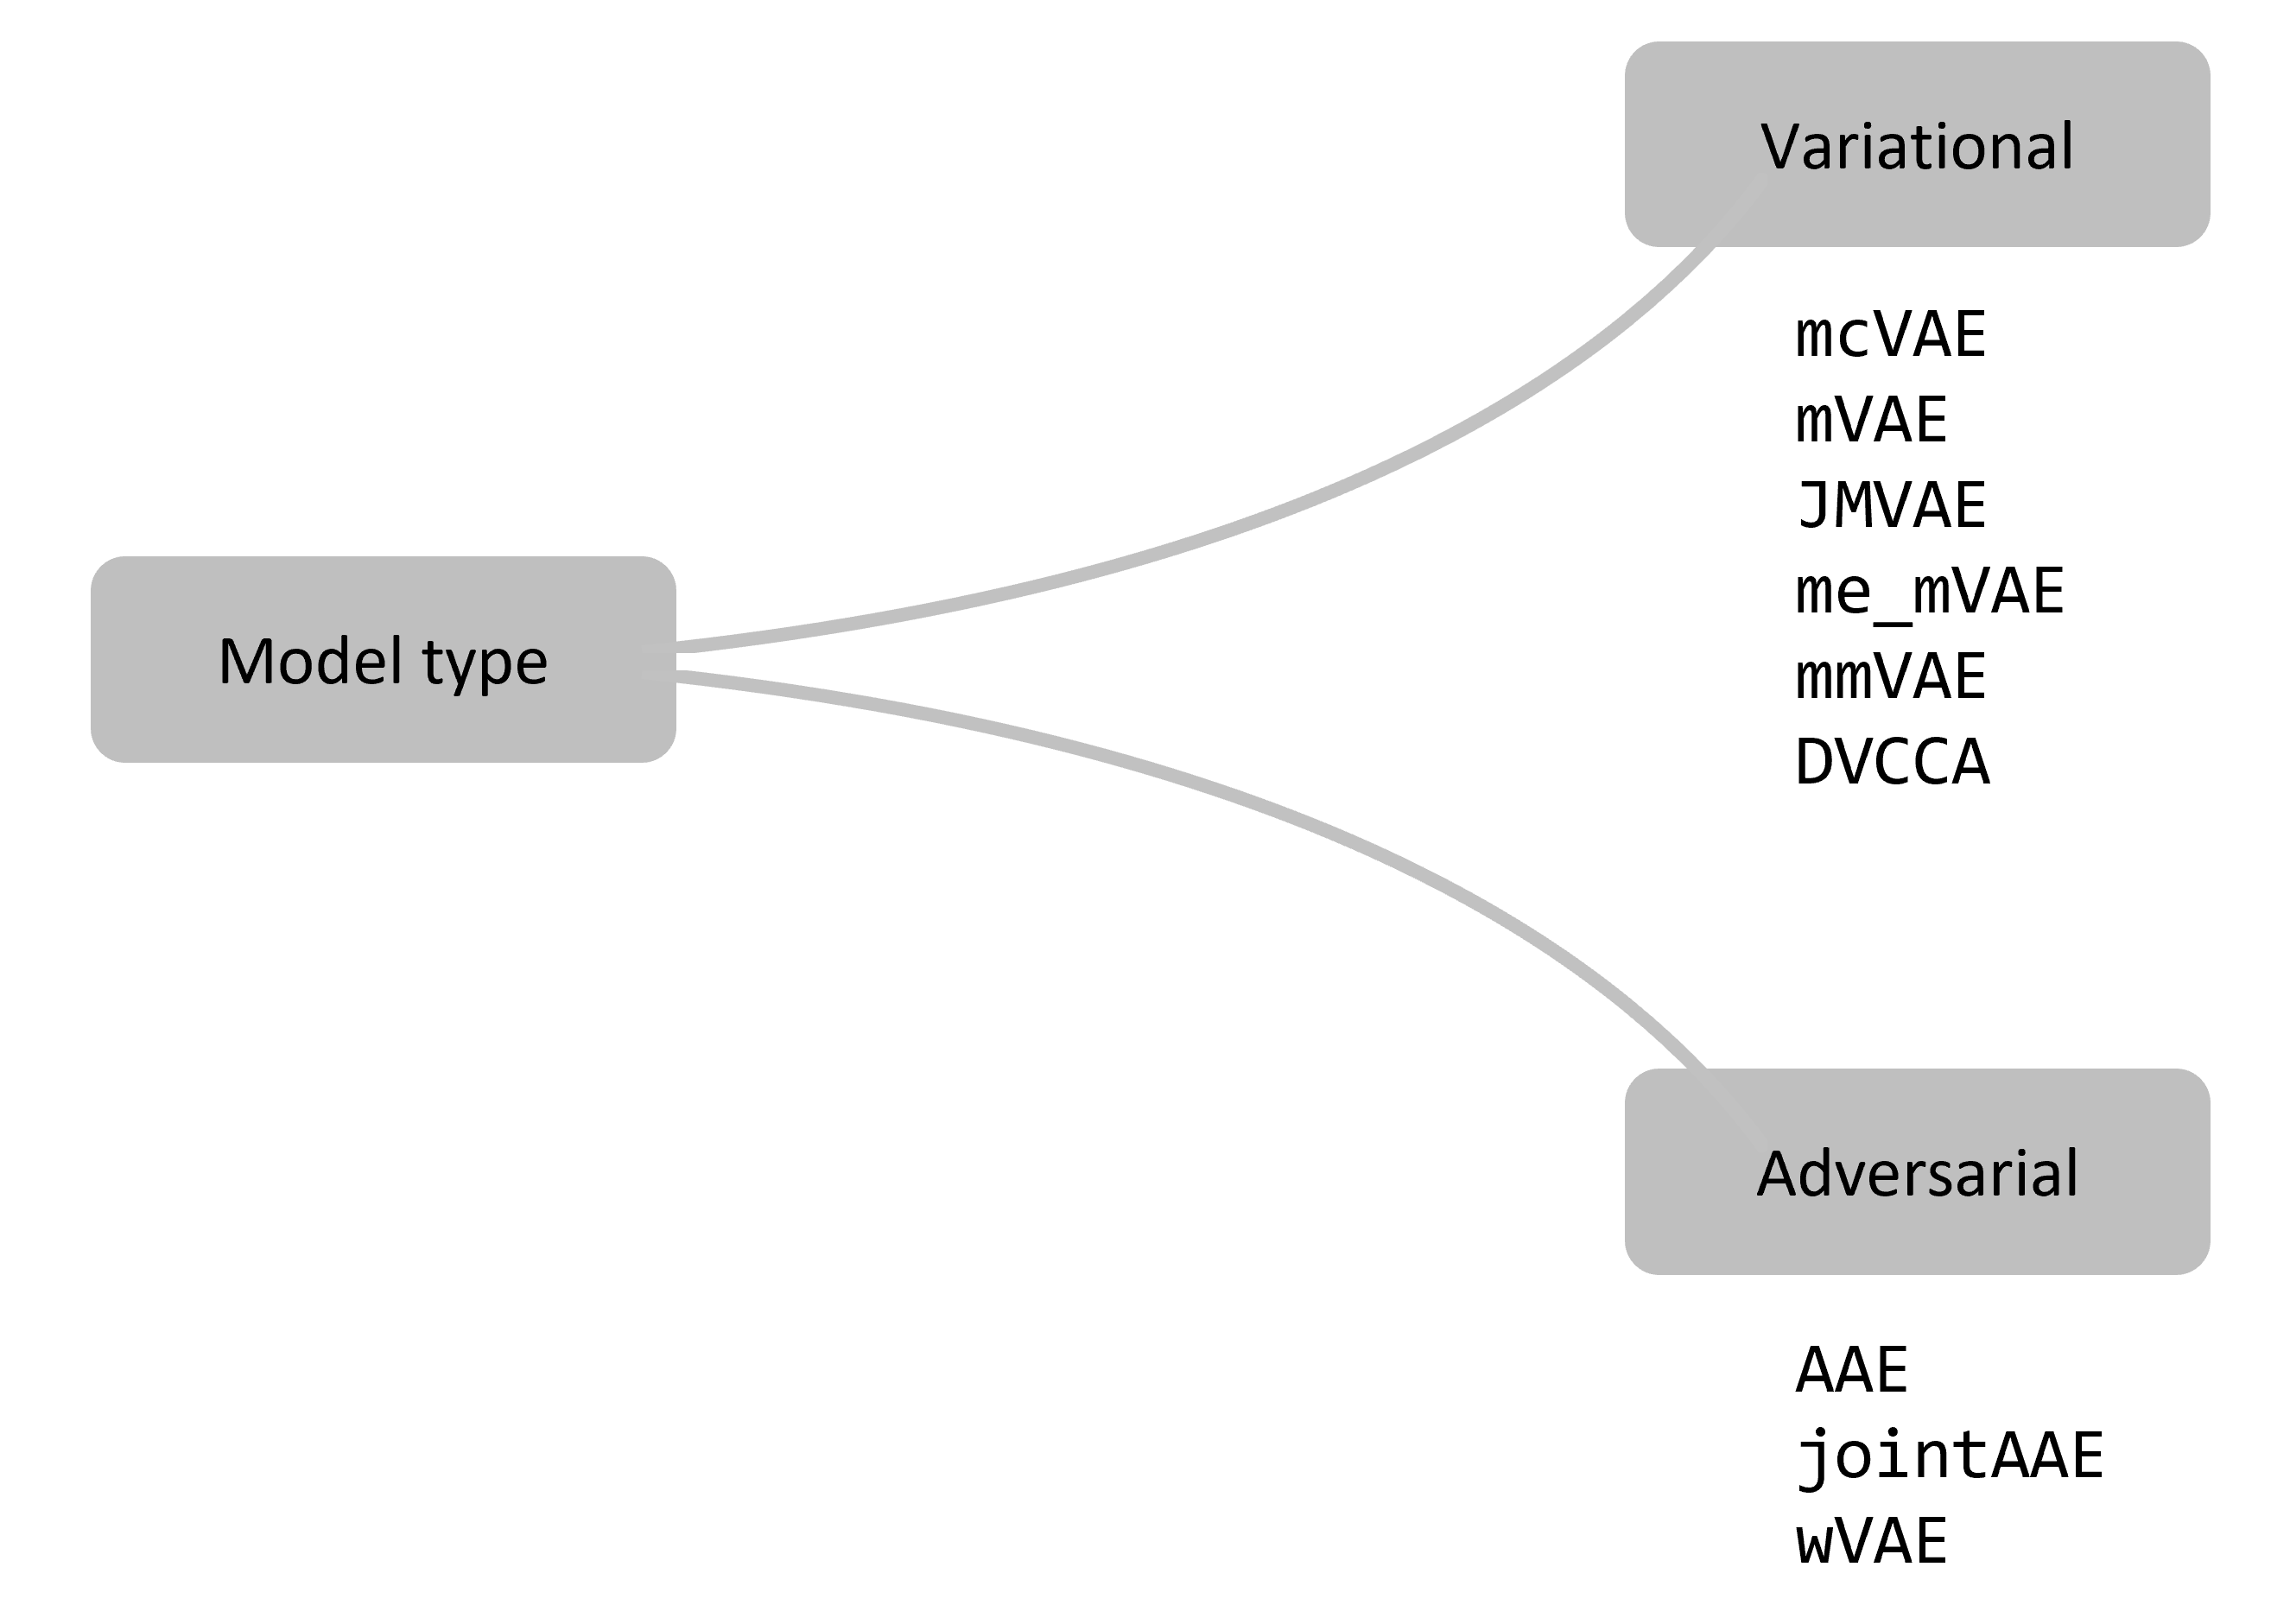 Variational
mcVAE
mVAE
JMVAE
me_mVAE
mmVAE
DVCCA
Model type
Adversarial
AAE
jointAAE
wVAE